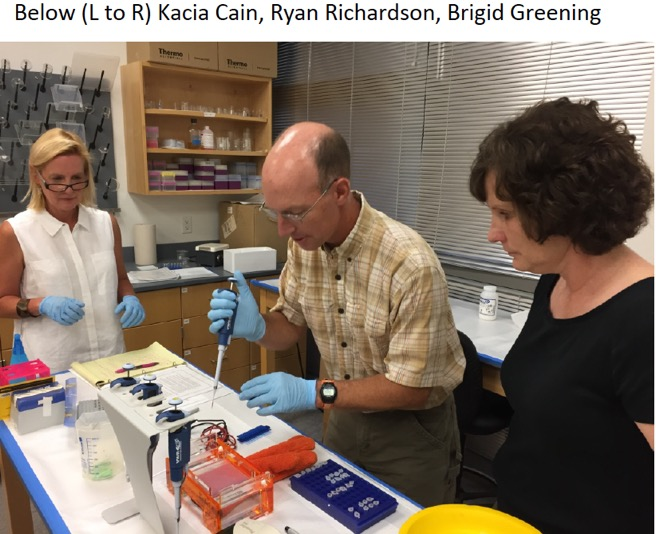 Below (L to R) Kacia Cain, Ryan Richardson, Brigid Greening
Thermo
Thermo